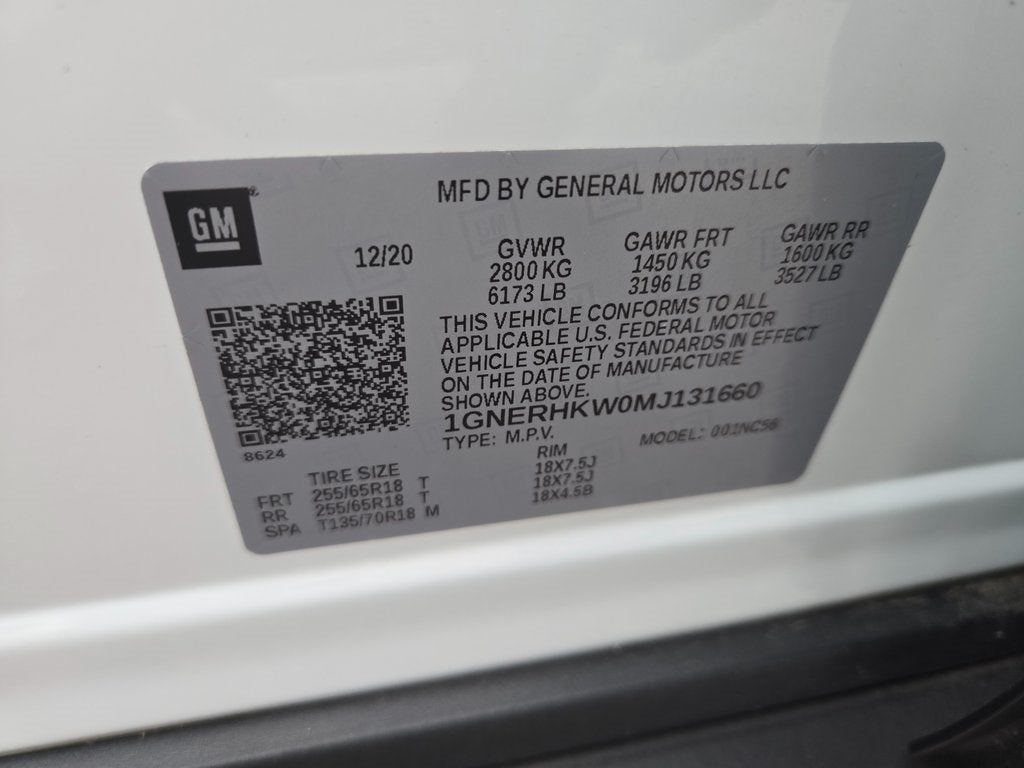 GM
®
MFD BY GENERAL MOTORS LLC
12/20
GVWR GAWR FRT GAWR RR
2800 KG 1450 KG 1600 KG
6173 LB 3196 LB 3527 LB
THIS VEHICLE CONFORMS TO ALL
APPLICABLE U.S. FEDERAL MOTOR
VEHICLE SAFETY STANDARDS IN EFFECT
ON THE DATE OF MANUFACTURE
SHOWN ABOVE.
1GNERHKW0MJ131660
TYPE: M.P.V. MODEL: 001NC56
8624
TIRE SIZE RIM
FRT 255/65R18 T 18X7.5J
RR 255/65R18 T 18X7.5J
SPA T135/70R18 M 18X4.5B